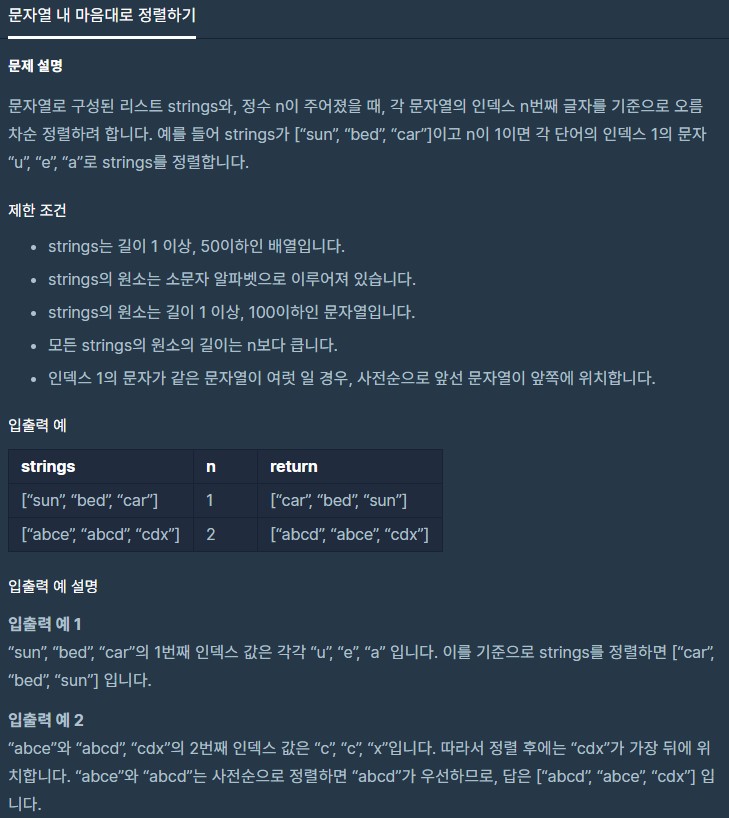 문자열 내 마음대로 정렬하기
문제 설명
문자열로 구성된 리스트 strings와, 정수 n이 주어졌을 때, 각 문자열의 인덱스 n번째 글자를 기준으로 오름
차순 정렬하려 합니다. 예를 들어 strings가 [“sun”, “bed”, “car”]이고 n이 1이면 각 단어의 인덱스 1의 문자
“u”, “e”, “a”로 strings를 정렬합니다.
제한 조건
• strings는 길이 1 이상, 50이하인 배열입니다.
• strings의 원소는 소문자 알파벳으로 이루어져 있습니다.
• strings의 원소는 길이 1 이상, 100이하인 문자열입니다.
• 모든 strings의 원소의 길이는 n보다 큽니다.
• 인덱스 1의 문자가 같은 문자열이 여럿 일 경우, 사전순으로 앞선 문자열이 앞쪽에 위치합니다.
입출력 예
strings n return
[“sun”, “bed”, “car”] 1 [“car”, “bed”, “sun”]
[“abce”, “abcd”, “cdx”] 2 [“abcd”, “abce”, “cdx”]
입출력 예 설명
입출력 예 1
“sun”, “bed”, “car”의 1번째 인덱스 값은 각각 “u”, “e”, “a” 입니다. 이를 기준으로 strings를 정렬하면 [“car”,
“bed”, “sun”] 입니다.
입출력 예 2
“abce”와 “abcd”, “cdx”의 2번째 인덱스 값은 “c”, “c”, “x”입니다. 따라서 정렬 후에는 “cdx”가 가장 뒤에 위
치합니다. “abce”와 “abcd”는 사전순으로 정렬하면 “abcd”가 우선하므로, 답은 [“abcd”, “abce”, “cdx”] 입
니다.